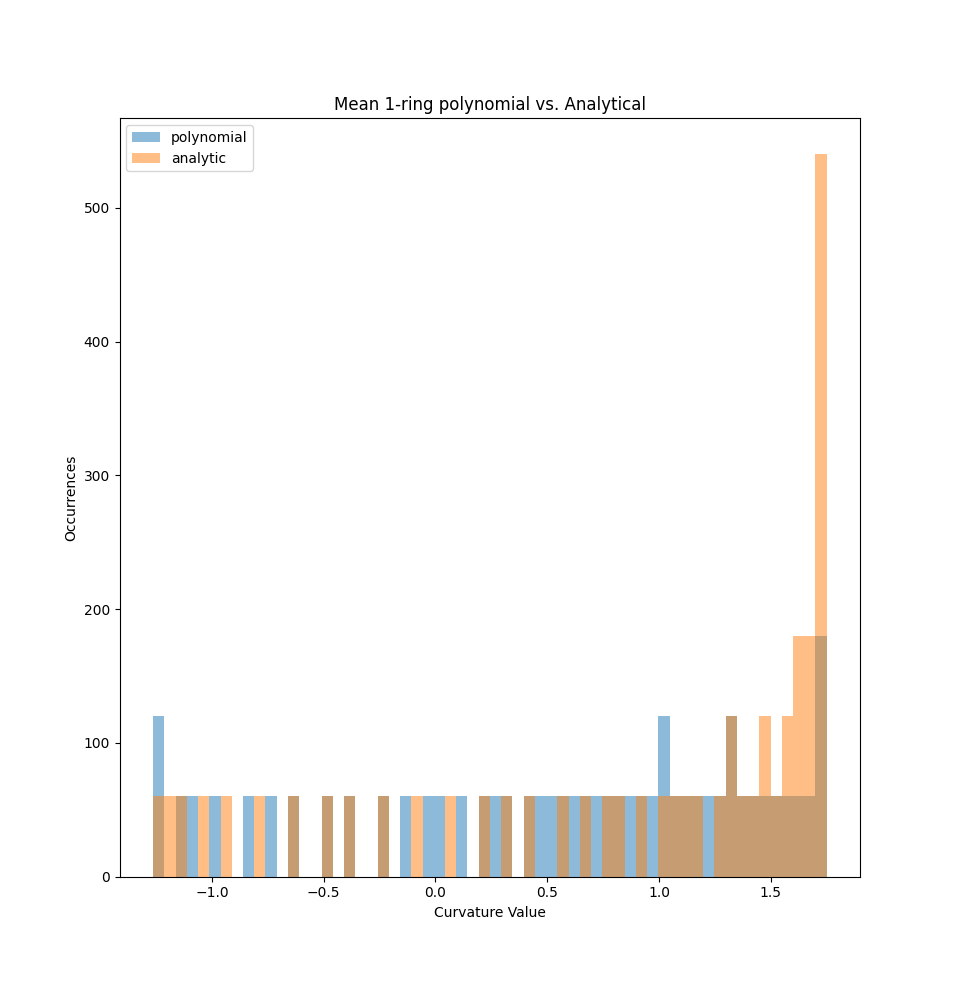 Mean 1-ring polynomial vs. Analytical
polynomial
analytic
500
400
300
200
100
0
Occurrences
−1.0
−0.5
0.0
0.5
1.0
1.5
Curvature Value